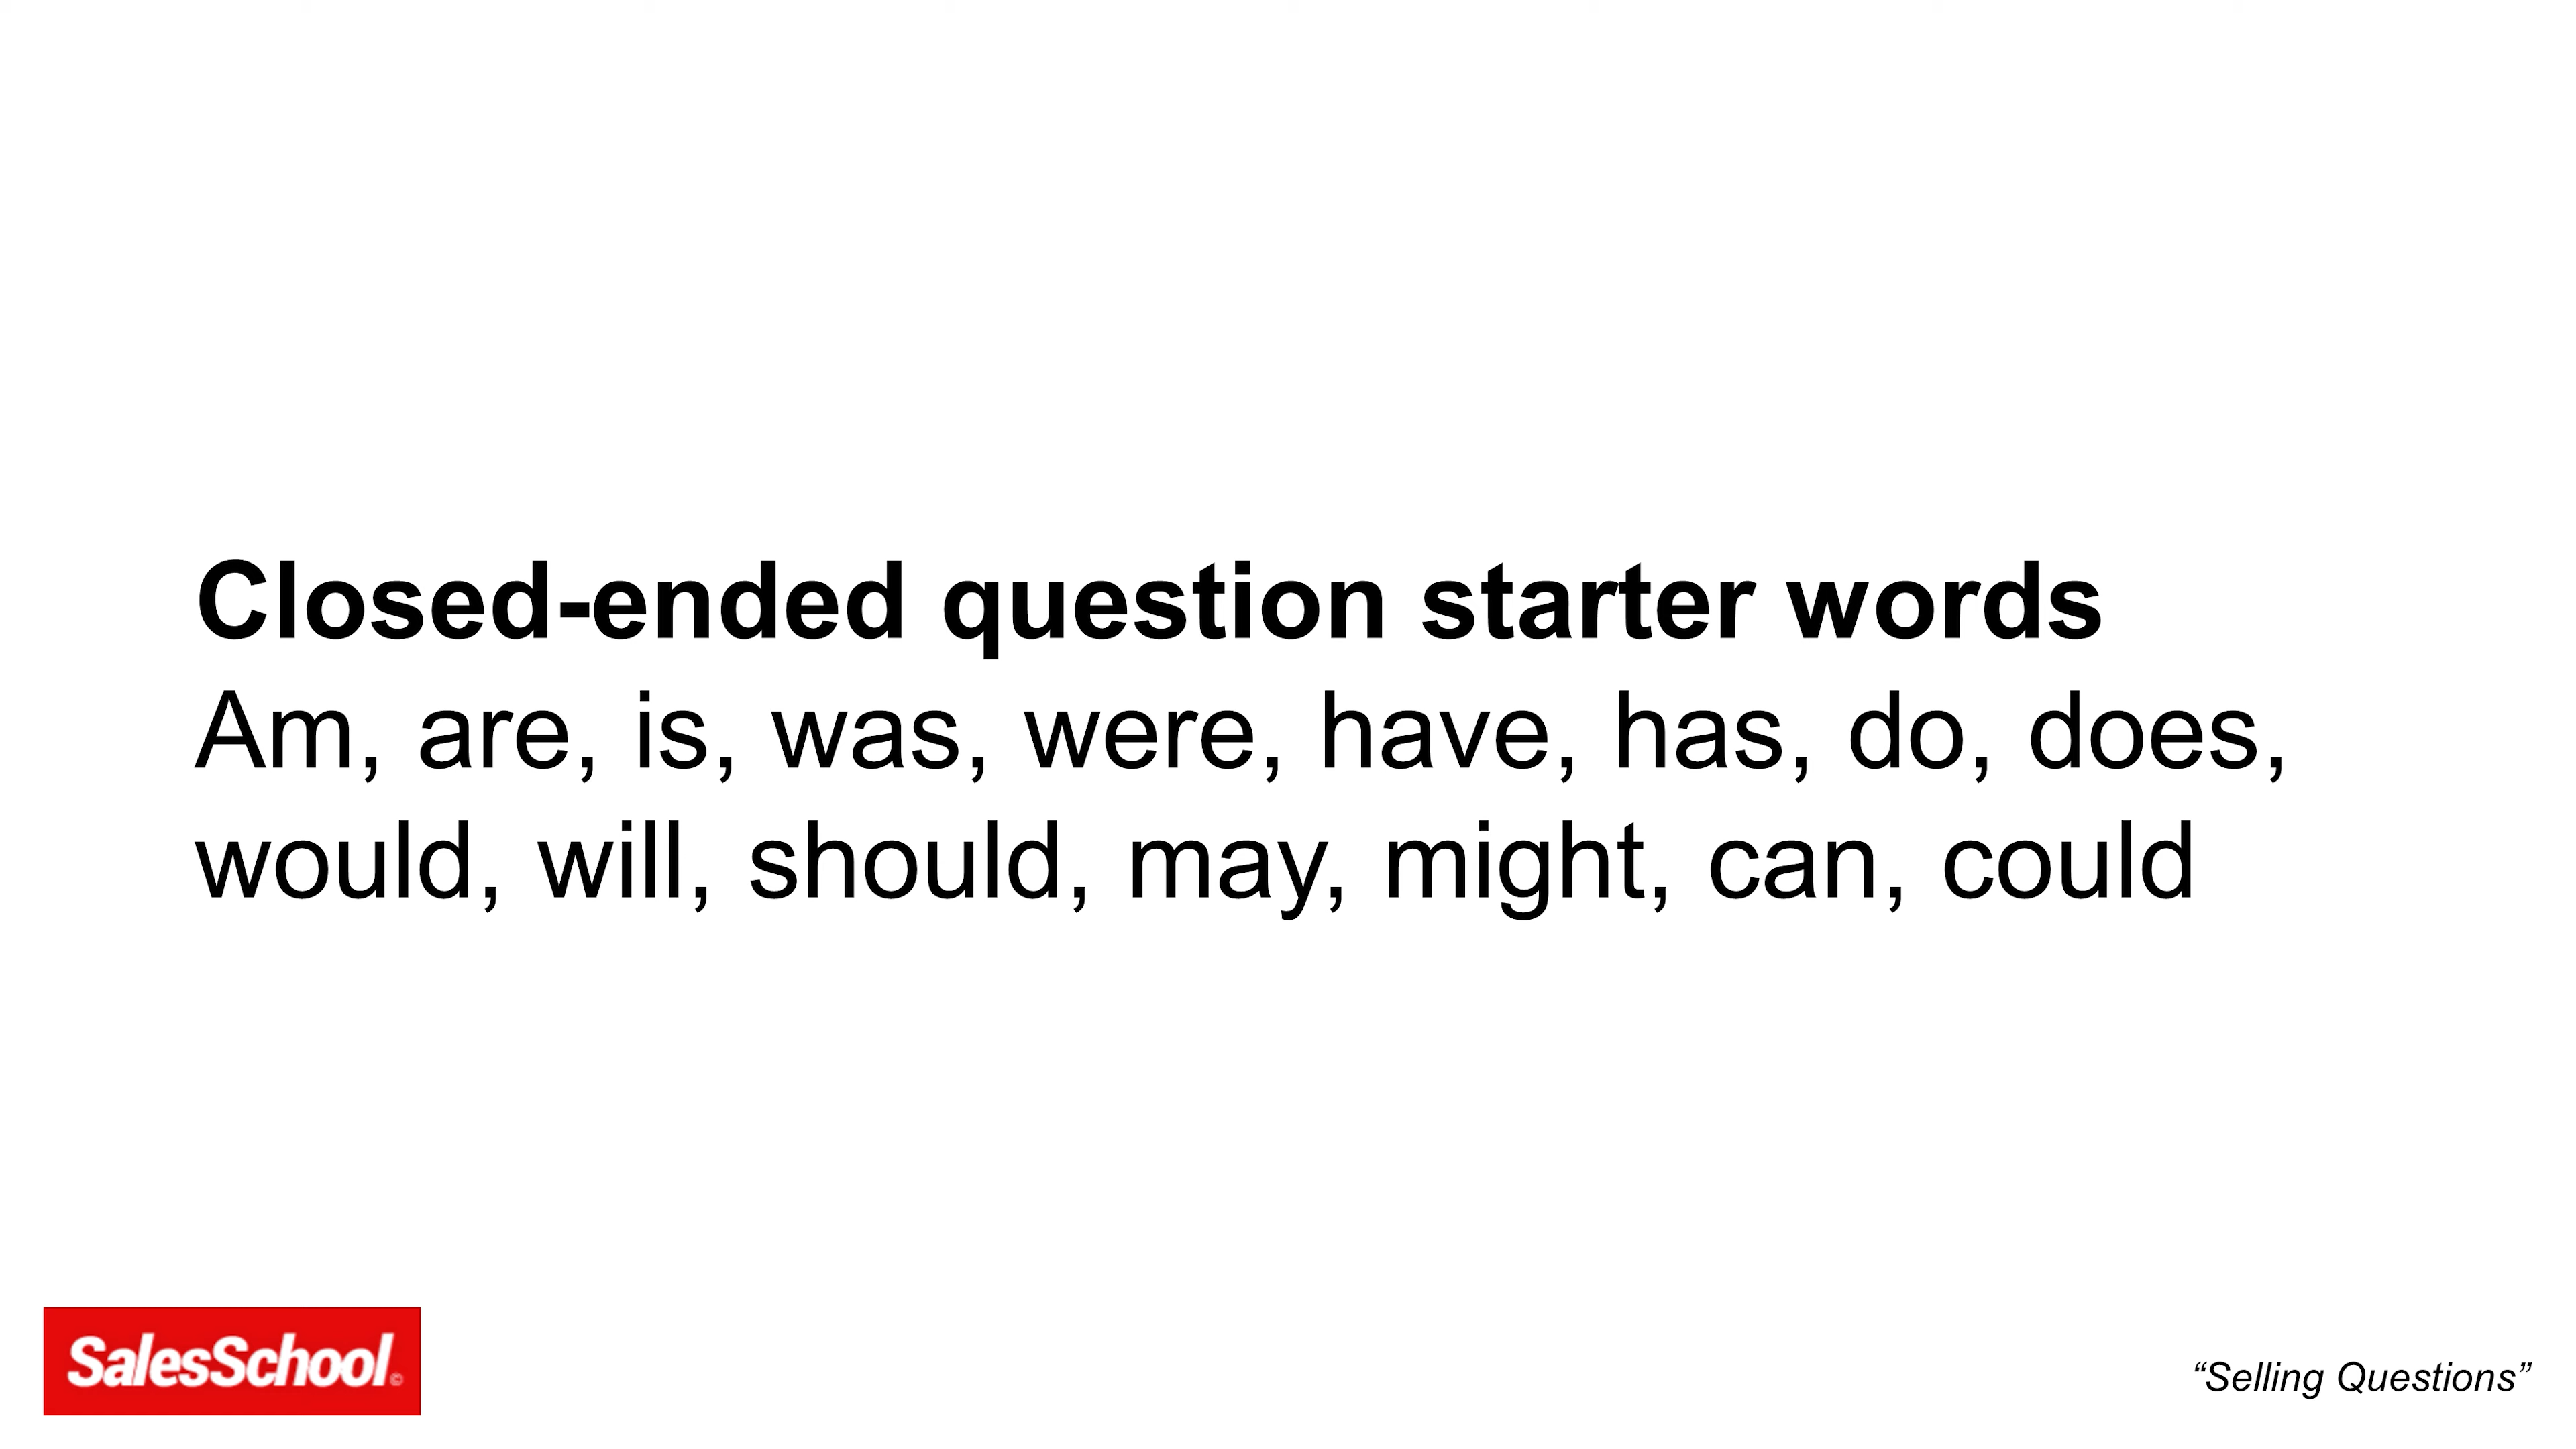 Closed-ended question starter words
Am, are, is, was, were, have, has, do, does,
would, will, should, may, might, can, could
SalesSchool©
“Selling Questions”